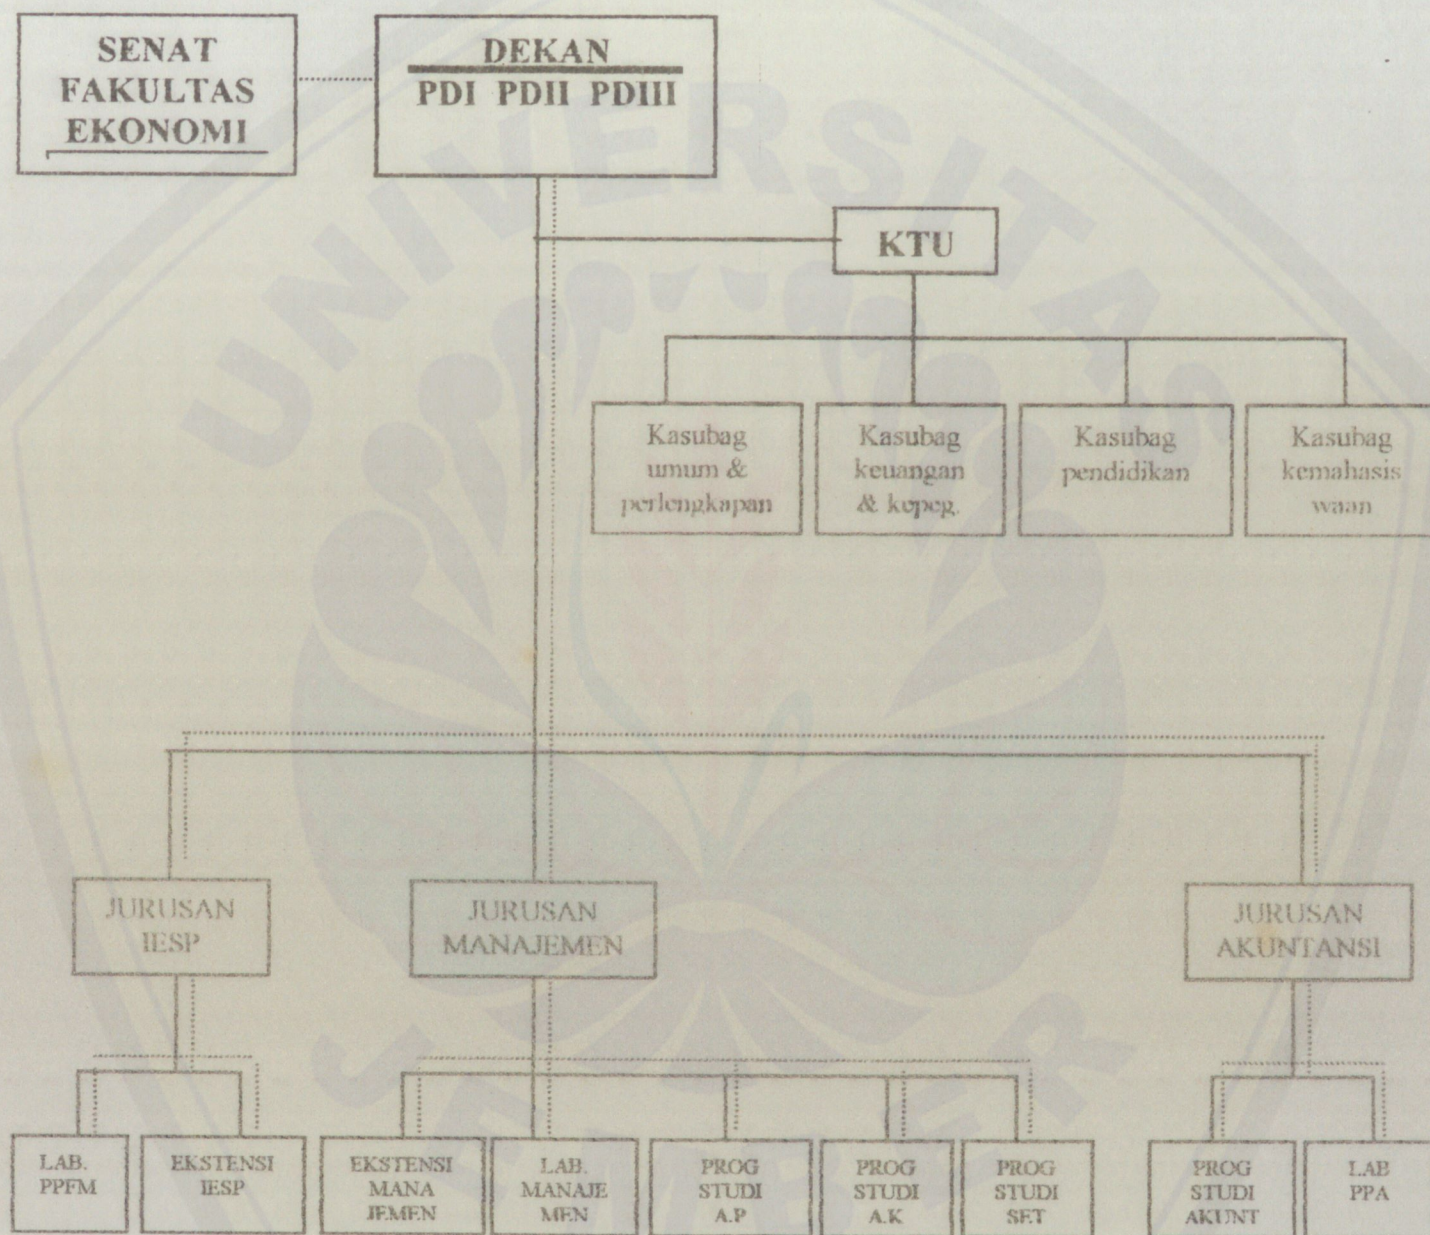 SENAT
FAKULTAS
EKONOMI
DEKAN
PDI PDII PDIII
KTU
Kasubag
umum &
perlengkapan
Kasubag
keuangan
& kepeg.
Kasubag
pendidikan
Kasubag
kemahasis
waan
JURUSAN
IESP
JURUSAN
MANAJEMEN
JURUSAN
AKUNTANSI
LAB.
PPFM
EKSTENSI
IESP
EKSTENSI
MANA
JEMEN
LAB.
MANAJE
MEN
PROG
STUDI
A.P
PROG
STUDI
A.K
PROG
STUDI
SET
PROG
STUDI
AKUNT
LAB
PPA
UNIVERSITAS
JEMBER